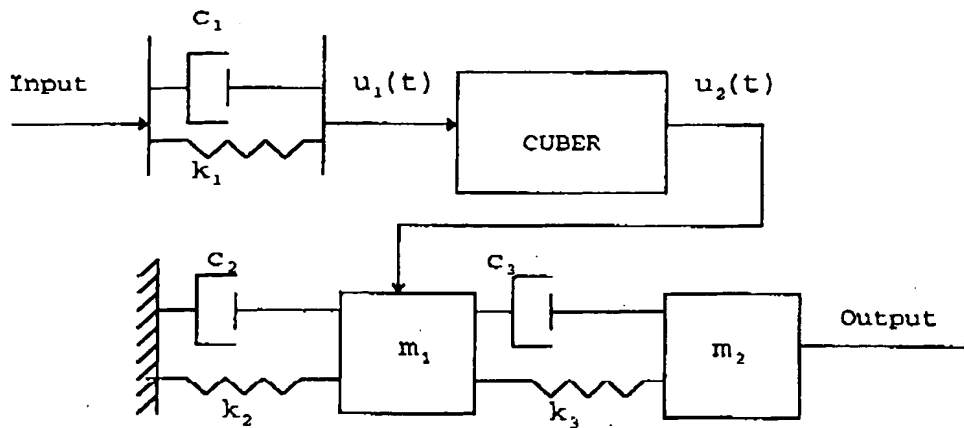 C₁
Input
u₁(t)
u₂(t)
CUBER
k₁
C₂
C₃
Output
m₁
m₂
k₂
k₃